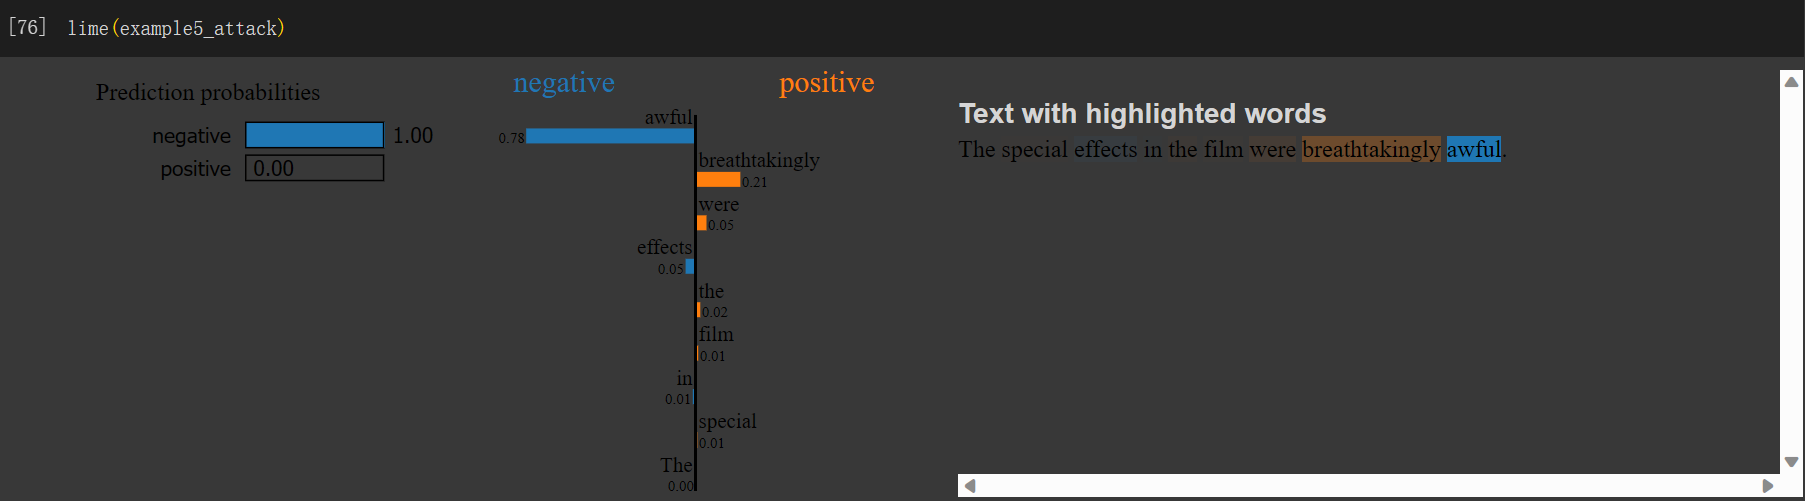 [76] lime(example5_attack)
Prediction probabilities
negative 1.00
positive 0.00
negative positive
awful
0.78
breathtakingly
0.21
were
0.05
effects
0.05
the
0.02
film
0.01
in
0.01
special
0.01
The
0.00
Text with highlighted words
The special effects in the film were breathtakingly awful.